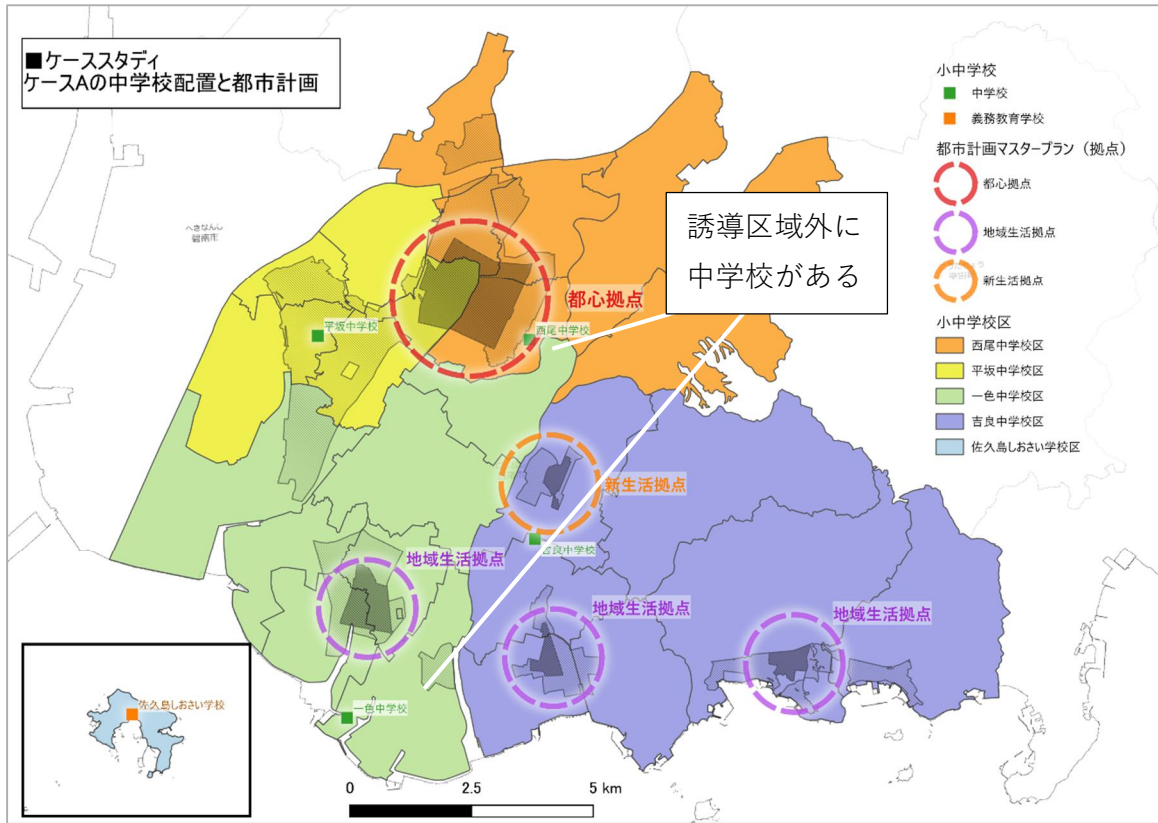 ■ケーススタディ
ケースAの中学校配置と都市計画
小中学校
中学校
義務教育学校
都市計画マスタープラン（拠点）
都心拠点
地域生活拠点
新生活拠点
小中学校区
西尾中学校区
平坂中学校区
一色中学校区
吉良中学校区
佐久島しおさい学校区
誘導区域外に
中学校がある
へきなんし
碧南市
都心拠点
平坂中学校
西尾中学校
新生活拠点
吉良中学校
地域生活拠点
地域生活拠点
地域生活拠点
一色中学校
佐久島しおさい学校
0 2.5 5 km